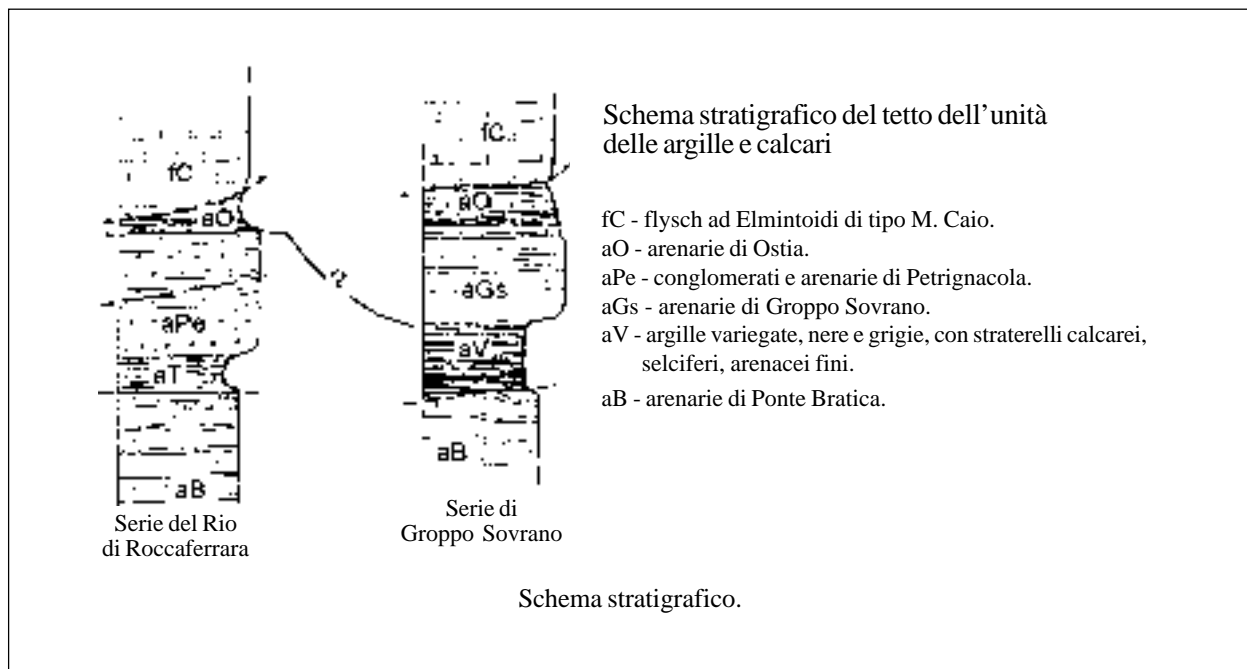 Schema stratigrafico del tetto dell’unità
delle argille e calcari
fC - flysch ad Elmintoidi di tipo M. Caio.
aO - arenarie di Ostia.
aPe - conglomerati e arenarie di Petrignacola.
aGs - arenarie di Groppo Sovrano.
aV - argille variegate, nere e grigie, con straterelli calcarei,
selciferi, arenacei fini.
aB - arenarie di Ponte Bratica.
fC
aO
aPe
aT
aB
Serie del Rio
di Roccaferrara
?
fC
aO
aGs
aV
aB
Serie di
Groppo Sovrano
Schema stratigrafico.